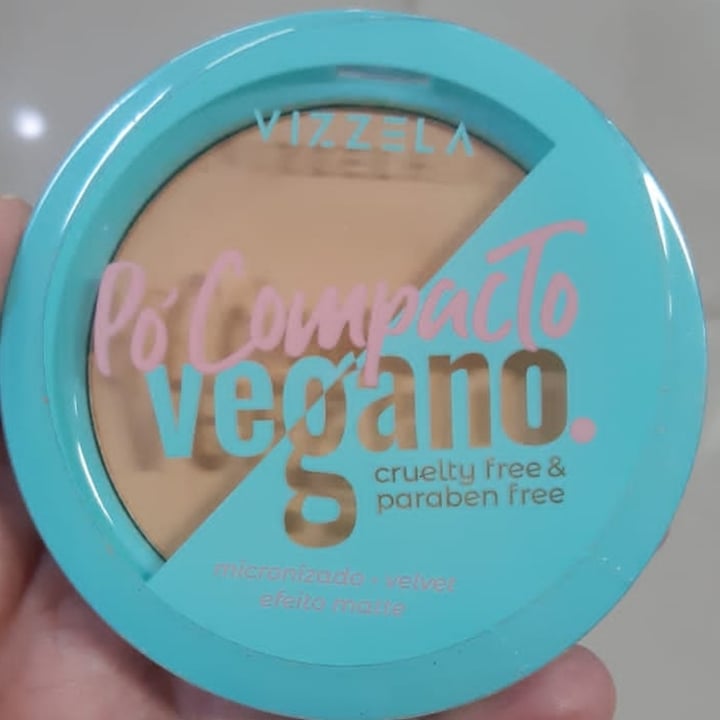 VIZZELA
Pó Compacto
vegano.
cruelty free &
paraben free
micronizado - velvet
efeito matte